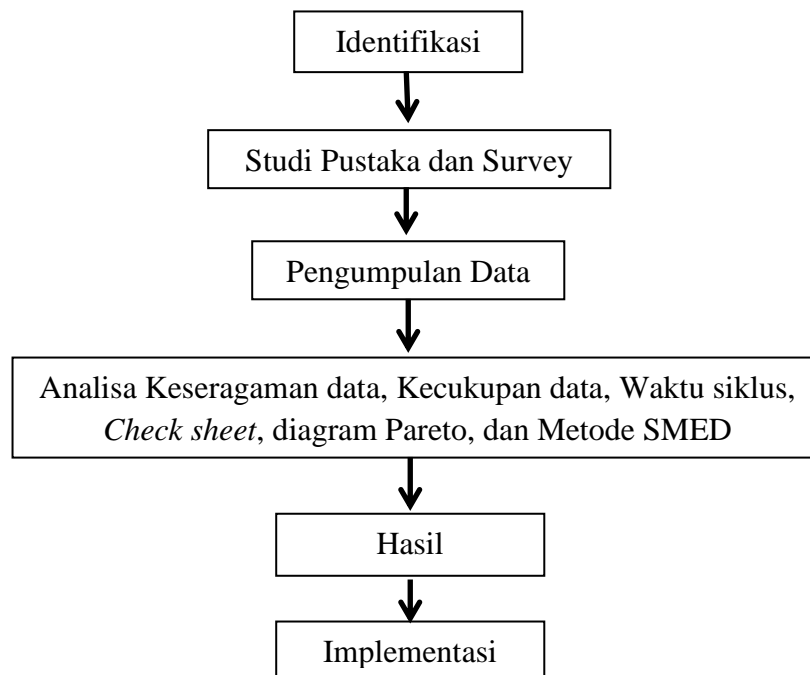 Identifikasi
Studi Pustaka dan Survey
Pengumpulan Data
Analisa Keseragaman data, Kecukupan data, Waktu siklus,
Check sheet, diagram Pareto, dan Metode SMED
Hasil
Implementasi